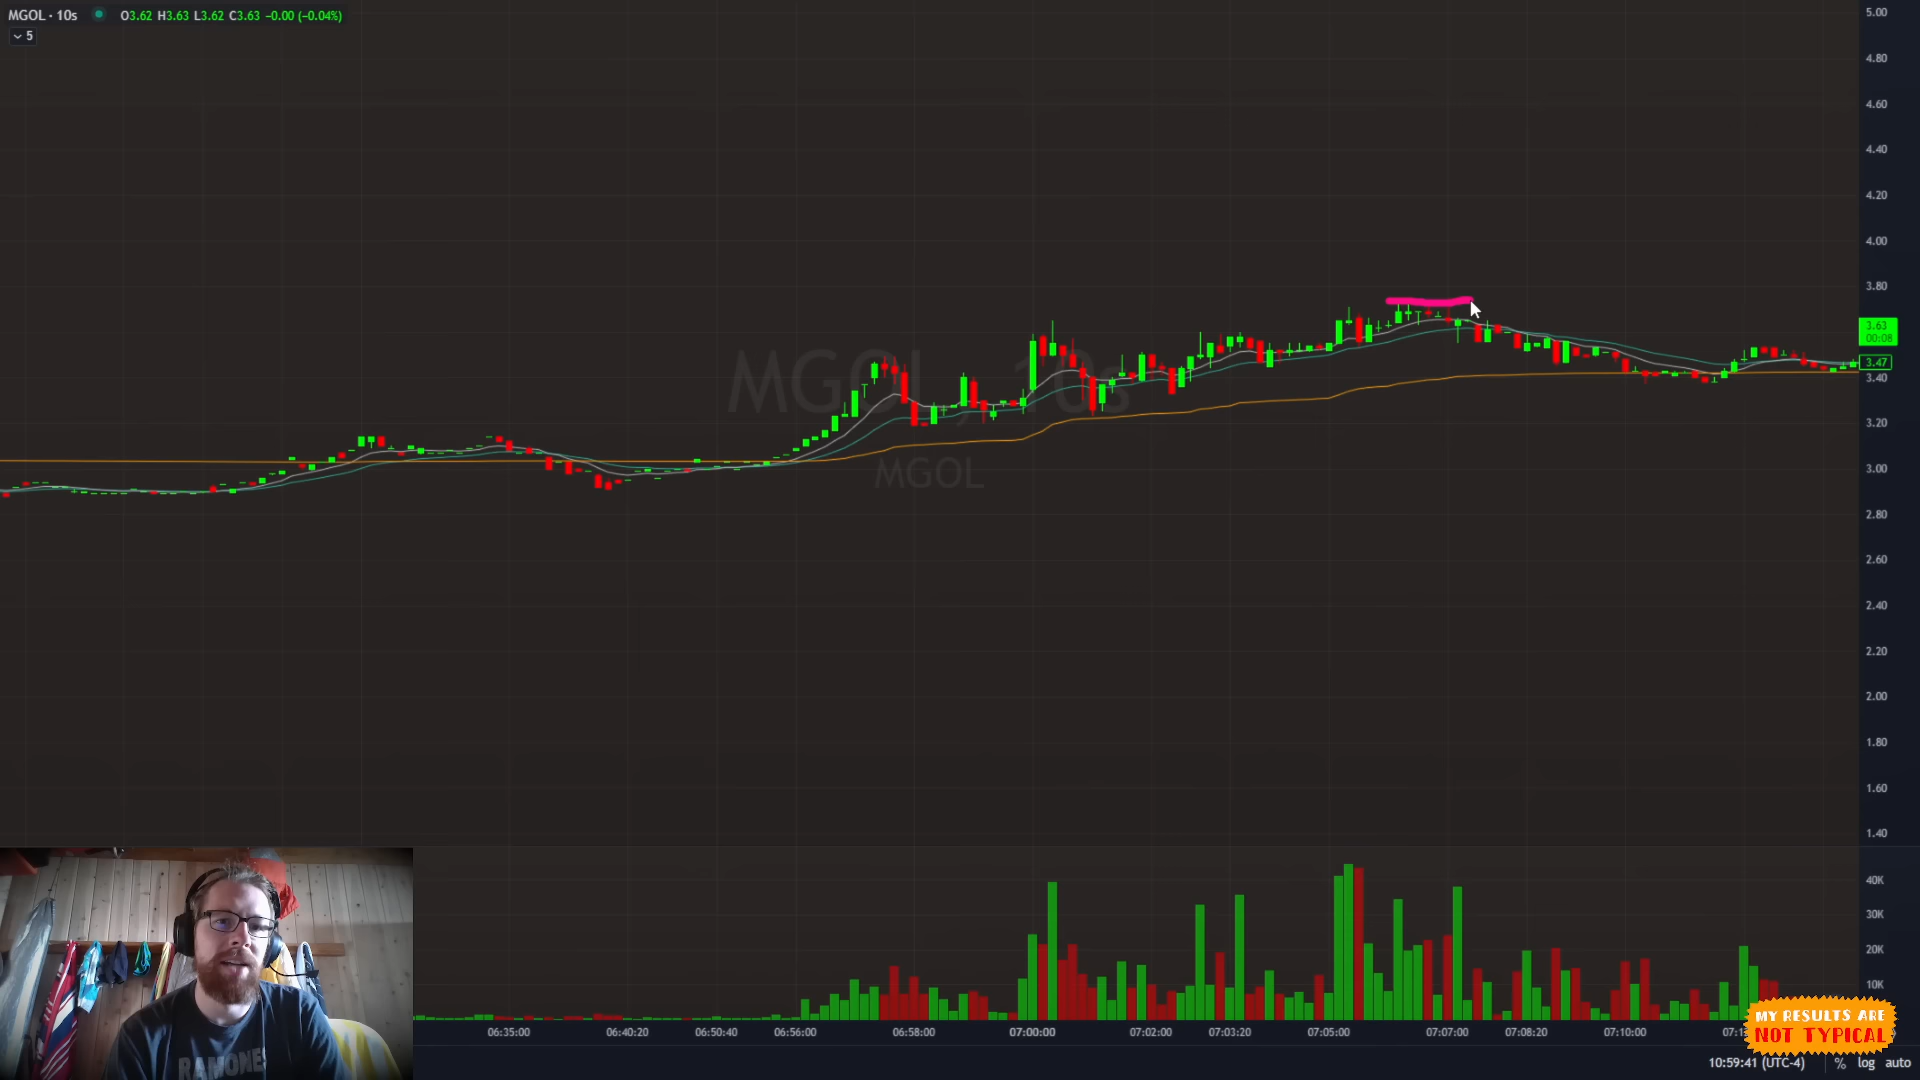 MGOL · 10s O3.62 H3.63 L3.62 C3.63 −0.00 (−0.04%)
5
5.00
4.80
4.60
4.40
4.20
4.00
3.80
3.63
00:08
3.47
3.40
3.20
3.00
2.80
2.60
2.40
2.20
2.00
1.80
1.60
1.40
MGOL, 10s
MGOL
40K
30K
20K
10K
RAMONES
06:35:00 06:40:20 06:50:40 06:56:00 06:58:00 07:00:00 07:02:00 07:03:20 07:05:00 07:07:00 07:08:20 07:10:00
MY RESULTS ARE
NOT TYPICAL
10:59:41 (UTC-4) % log auto